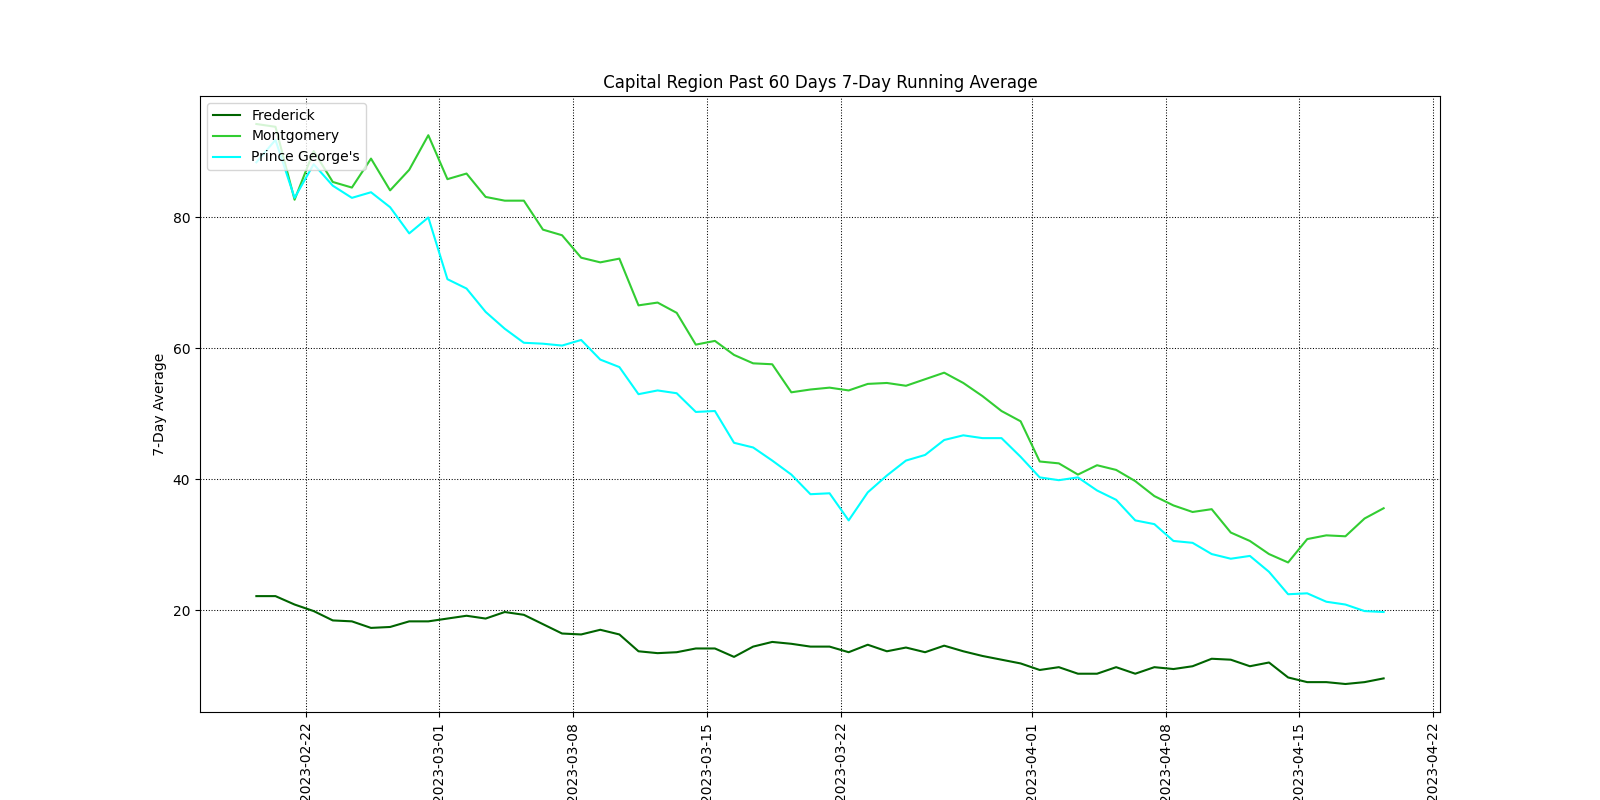 Capital Region Past 60 Days 7-Day Running Average
Frederick
Montgomery
Prince George's
7-Day Average
80
60
40
20
2023-02-22
2023-03-01
2023-03-08
2023-03-15
2023-03-22
2023-04-01
2023-04-08
2023-04-15
2023-04-22